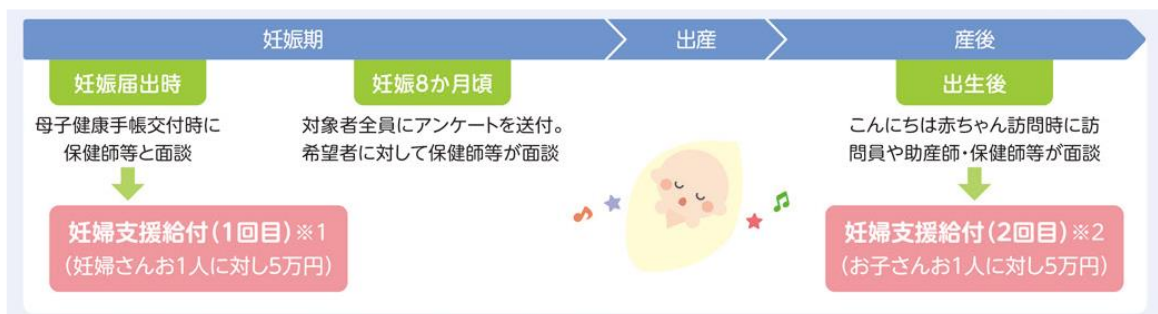 妊娠期
出産
産後
妊娠届出時
母子健康手帳交付時に
保健師等と面談
妊婦支援給付(1回目)※1
(妊婦さんお1人に対し5万円)
妊娠8か月頃
対象者全員にアンケートを送付。
希望者に対して保健師等が面談
出生後
こんにちは赤ちゃん訪問時に訪
問員や助産師・保健師等が面談
妊婦支援給付(2回目)※2
(お子さんお1人に対し5万円)